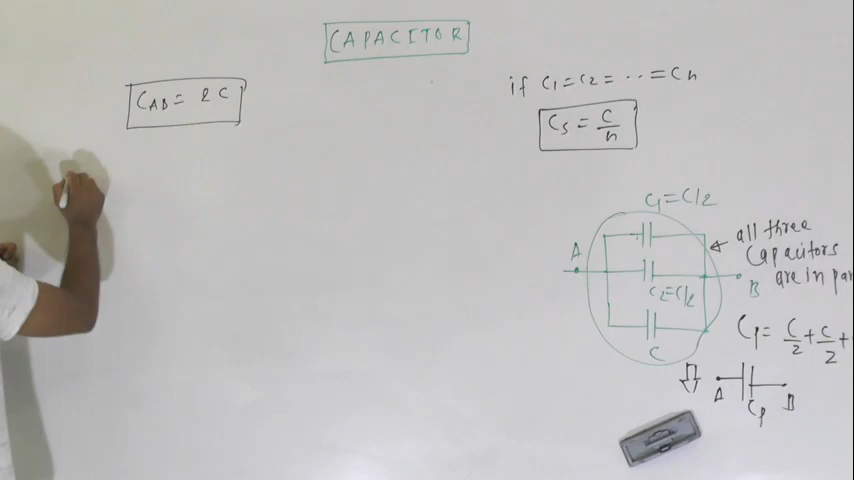 CAPACITOR
C_AB = 2C
if C1 = C2 = ... = Cn
Cs = C/n
C1 = C/2
A
C2 = C/2
C
B
all three
Capacitors
are in par
Cp = C/2 + C/2 +
A
Cp
B